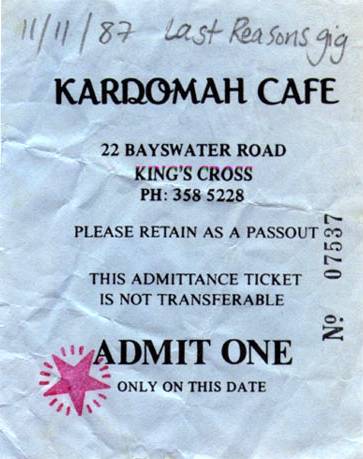 11/11/87 Last Reasons gig
KARDOMAH CAFE
22 BAYSWATER ROAD
KING'S CROSS
PH: 358 5228
PLEASE RETAIN AS A PASSOUT
THIS ADMITTANCE TICKET
IS NOT TRANSFERABLE
Nº 07537
ADMIT ONE
ONLY ON THIS DATE